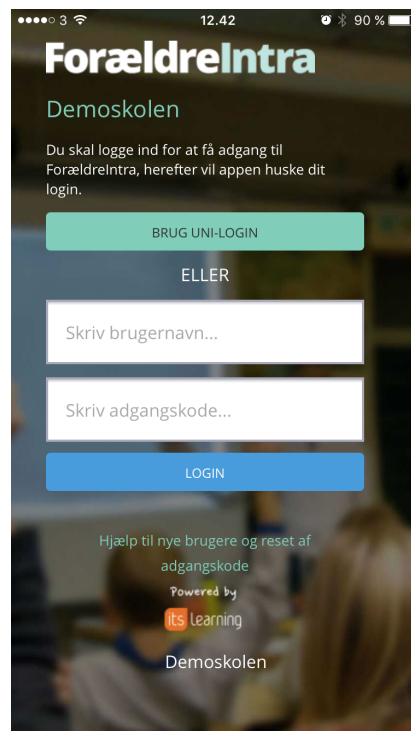 3 12.42 90 %
ForældreIntra
Demoskolen
Du skal logge ind for at få adgang til
ForældreIntra, herefter vil appen huske dit
login.
BRUG UNI-LOGIN
ELLER
Skriv brugernavn...
Skriv adgangskode...
LOGIN
Hjælp til nye brugere og reset af
adgangskode
Powered by
its learning
Demoskolen